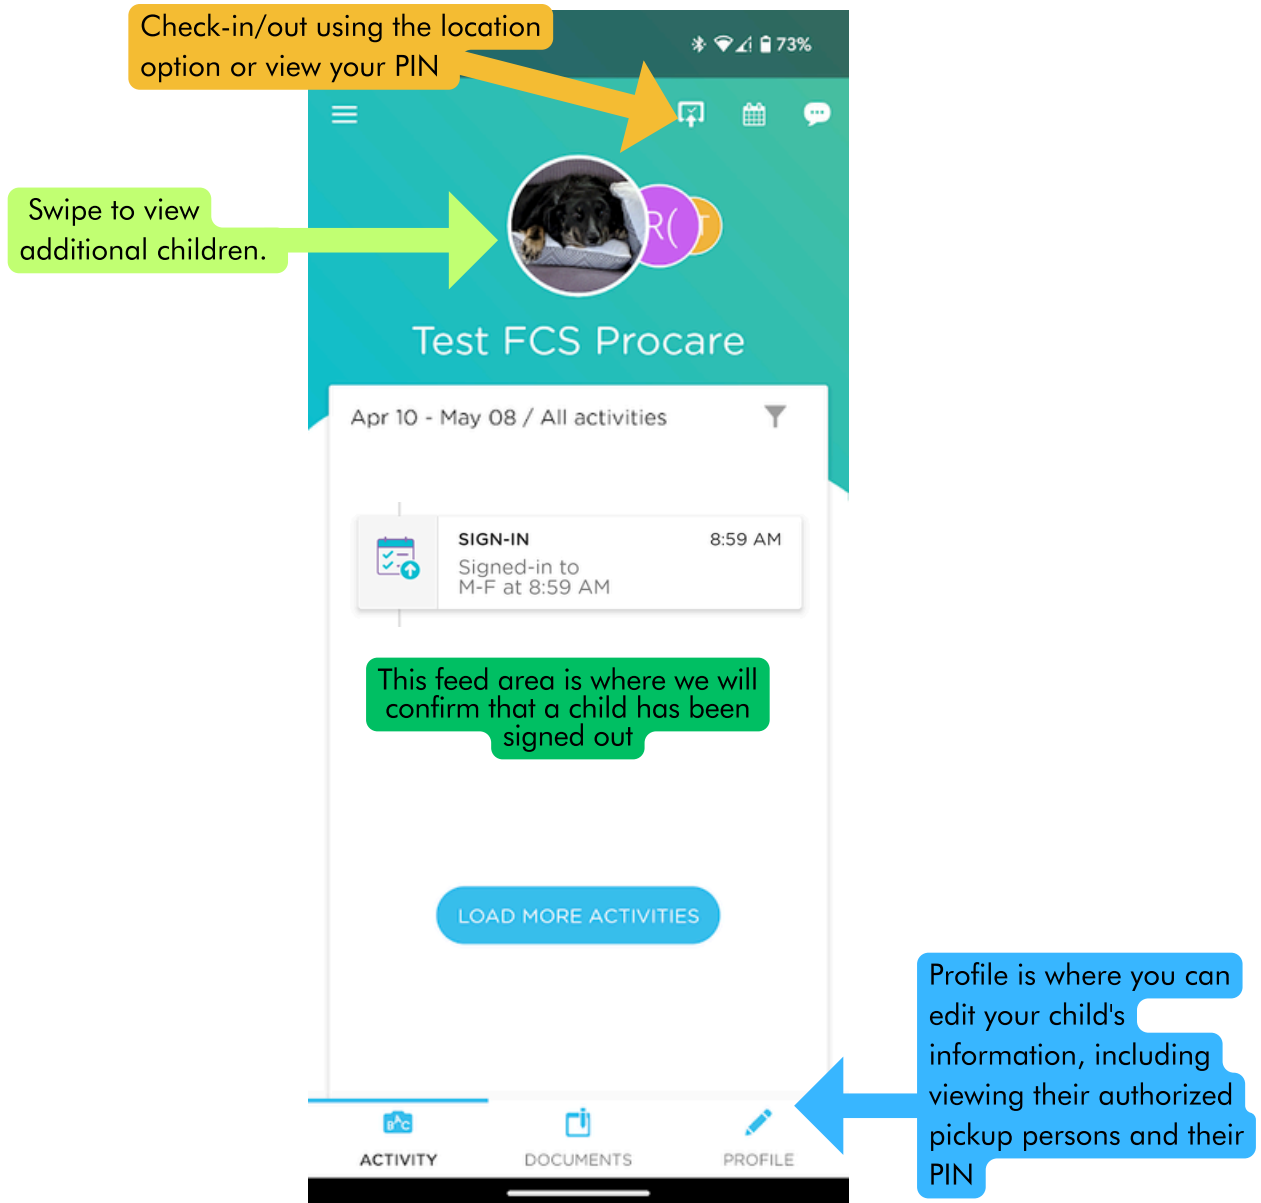 Check-in/out using the location
option or view your PIN
73%
Swipe to view
additional children.
R(
Test FCS Procare
Apr 10 - May 08 / All activities
SIGN-IN
8:59 AM
Signed-in to
M-F at 8:59 AM
This feed area is where we will
confirm that a child has been
signed out
LOAD MORE ACTIVITIES
Profile is where you can
edit your child's
information, including
viewing their authorized
pickup persons and their
PIN
BAC
ACTIVITY
DOCUMENTS
PROFILE